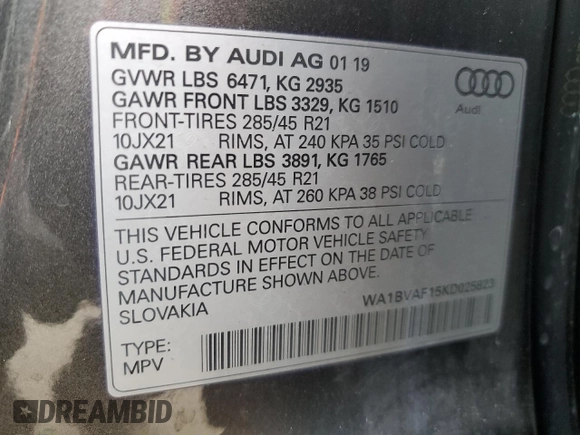 MFD. BY AUDI AG 01 19
GVWR LBS 6471, KG 2935
GAWR FRONT LBS 3329, KG 1510
FRONT-TIRES 285/45 R21
10JX21 RIMS, AT 240 KPA 35 PSI COLD
GAWR REAR LBS 3891, KG 1765
REAR-TIRES 285/45 R21
10JX21 RIMS, AT 260 KPA 38 PSI COLD
Audi
THIS VEHICLE CONFORMS TO ALL APPLICABLE
U.S. FEDERAL MOTOR VEHICLE SAFETY
STANDARDS IN EFFECT ON THE DATE OF
MANUFACTURE SHOWN ABOVE.
SLOVAKIA
WA1BVAF15KD025823
TYPE:
MPV
DREAMBID